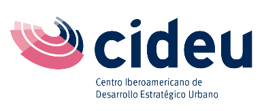 cideu
Centro Iberoamericano de
Desarrollo Estratégico Urbano